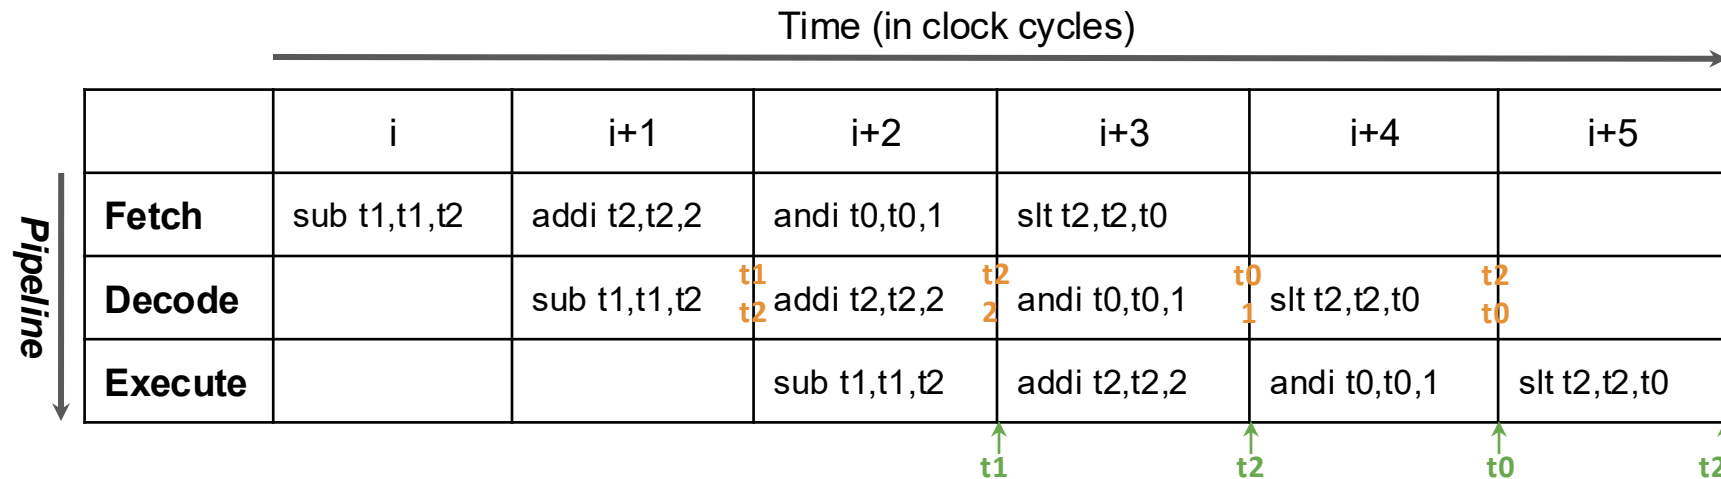 Time (in clock cycles)
i i+1 i+2 i+3 i+4 i+5
Pipeline
Fetch sub t1,t1,t2 addi t2,t2,2 andi t0,t0,1 slt t2,t2,t0
t1 t2 t0 t2
Decode sub t1,t1,t2 addi t2,t2,2 andi t0,t0,1 slt t2,t2,t0
t2 2 1 t0
Execute sub t1,t1,t2 addi t2,t2,2 andi t0,t0,1 slt t2,t2,t0
t1 t2 t0 t2